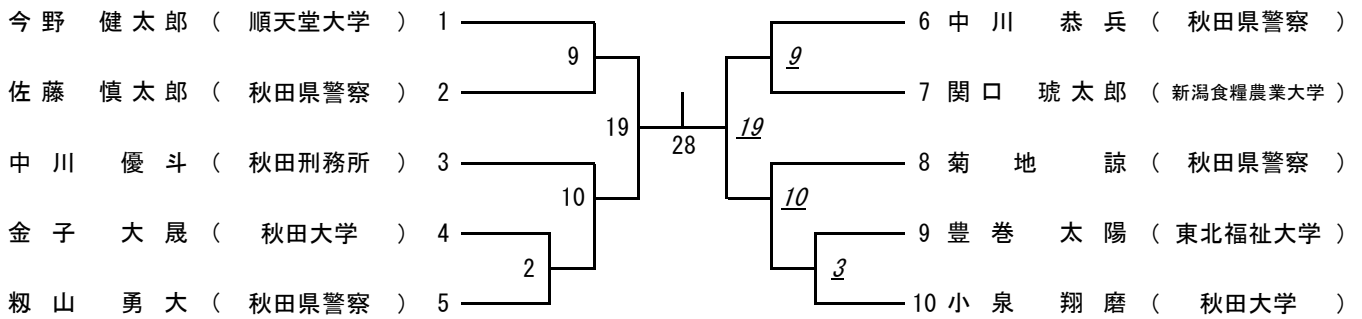 今野 健太郎 （ 順天堂大学 ） 1
9
佐藤 慎太郎 （ 秋田県警察 ） 2
19
中川 優斗 （ 秋田刑務所 ） 3
10
金子 大晟 （ 秋田大学 ） 4
2
籾山 勇大 （ 秋田県警察 ） 5
28
6 中川 恭兵 （ 秋田県警察 ）
9
7 関口 琥太郎 （ 新潟食糧農業大学 ）
19
8 菊地 諒 （ 秋田県警察 ）
10
9 豊巻 太陽 （ 東北福祉大学 ）
3
10 小泉 翔磨 （ 秋田大学 ）